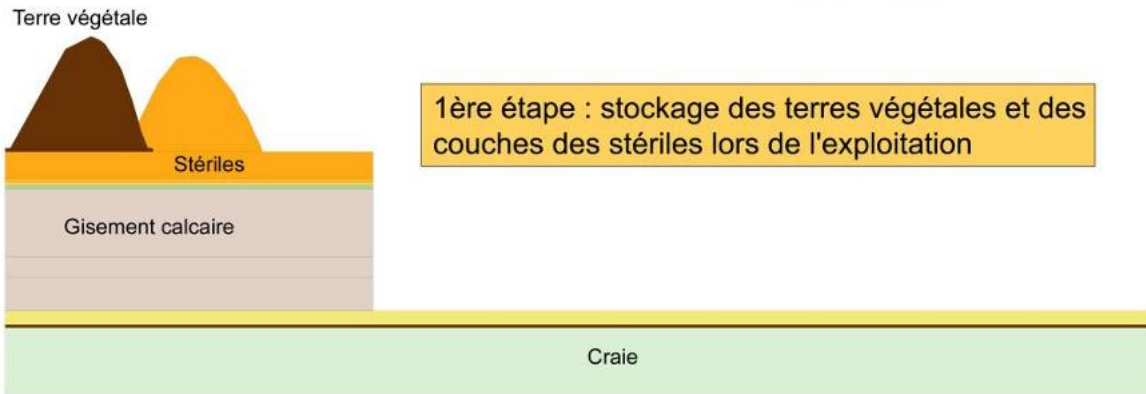 Terre végétale
1ère étape : stockage des terres végétales et des
couches des stériles lors de l'exploitation
Stériles
Gisement calcaire
Craie